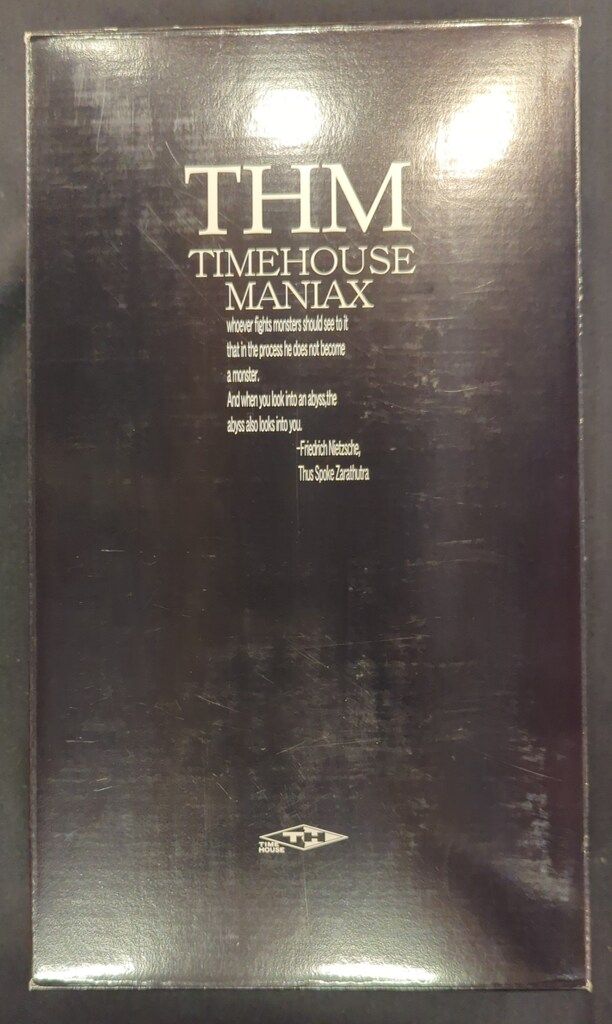 THM
TIMEHOUSE
MANIAX
whoever fights monsters should see to it
that in the process he does not become
a monster.
And when you look into an abyss,the
abyss also looks into you.
-Friedrich Nietzsche,
Thus Spoke Zarathutra
TH
TIME
HOUSE